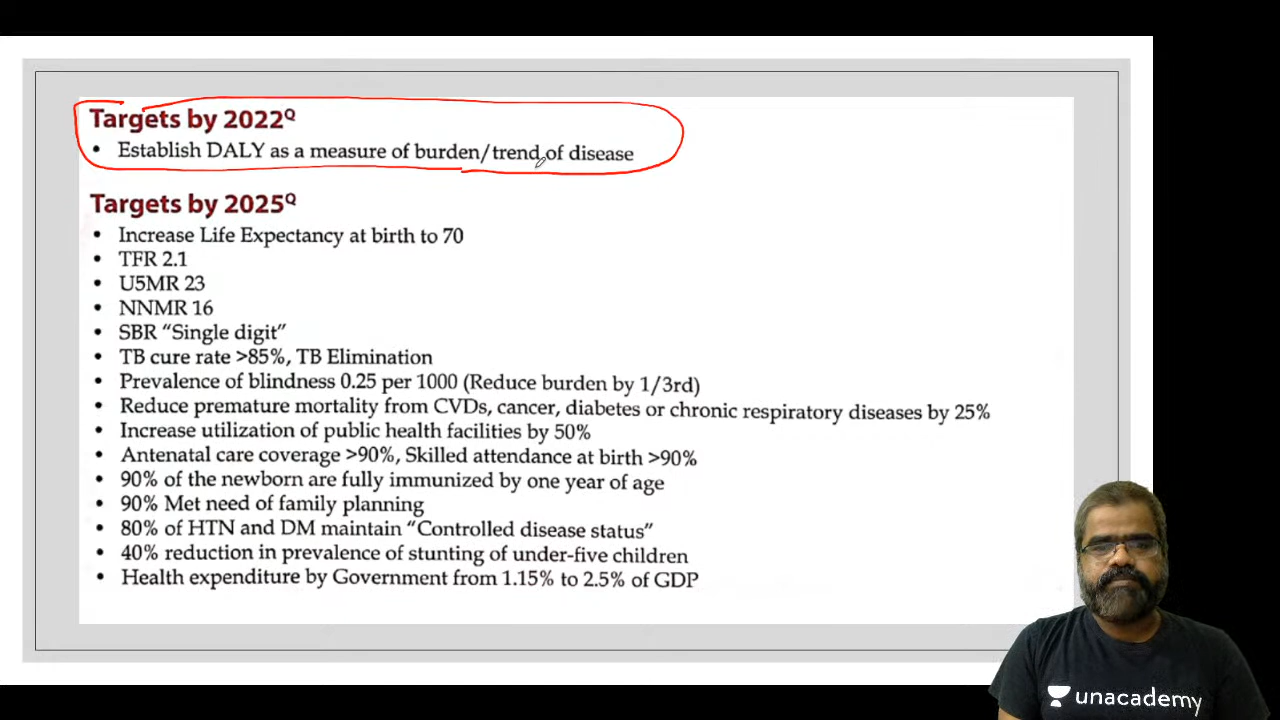 Targets by 2022Q
• Establish DALY as a measure of burden/trend of disease
Targets by 2025Q
• Increase Life Expectancy at birth to 70
• TFR 2.1
• U5MR 23
• NNMR 16
• SBR “Single digit”
• TB cure rate >85%, TB Elimination
• Prevalence of blindness 0.25 per 1000 (Reduce burden by 1/3rd)
• Reduce premature mortality from CVDs, cancer, diabetes or chronic respiratory diseases by 25%
• Increase utilization of public health facilities by 50%
• Antenatal care coverage >90%, Skilled attendance at birth >90%
• 90% of the newborn are fully immunized by one year of age
• 90% Met need of family planning
• 80% of HTN and DM maintain “Controlled disease status”
• 40% reduction in prevalence of stunting of under-five children
• Health expenditure by Government from 1.15% to 2.5% of GDP
unacademy